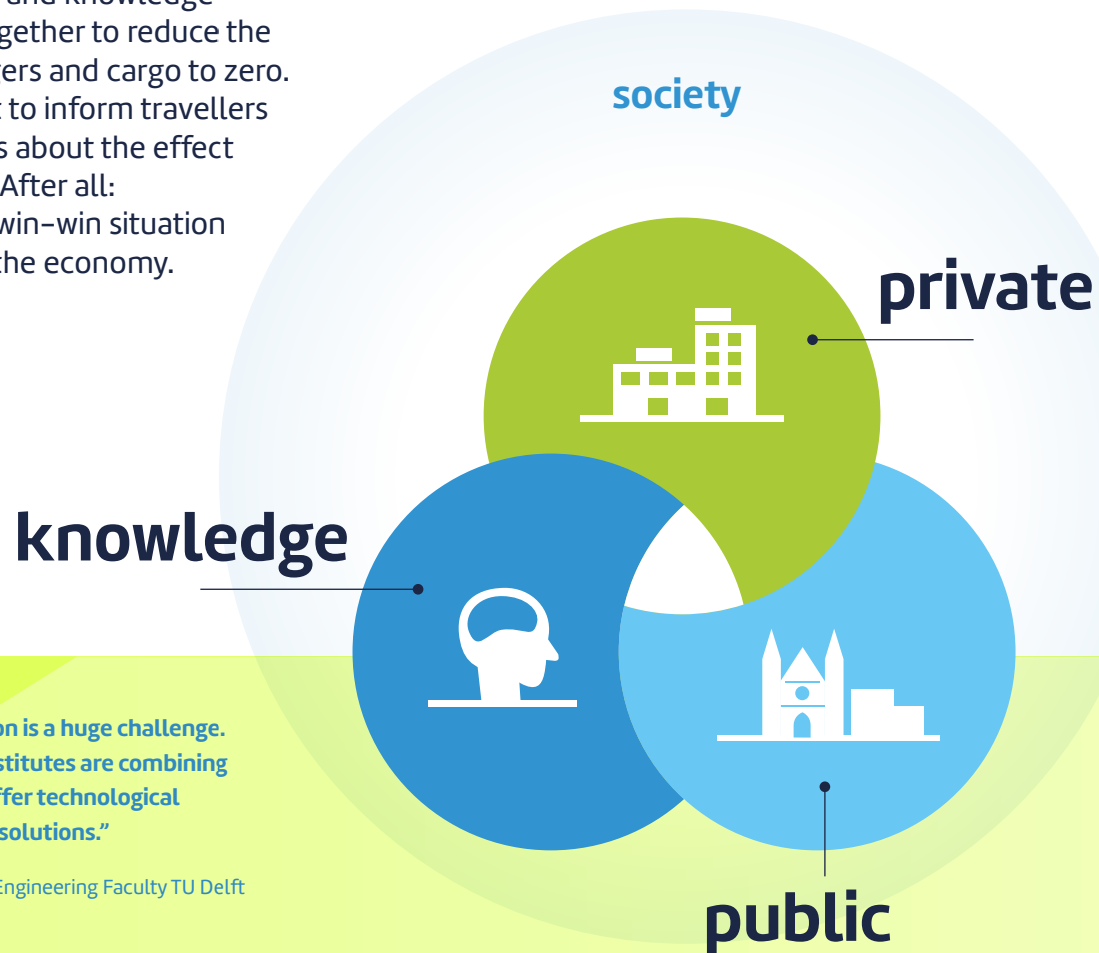 and knowledge
gether to reduce the
ers and cargo to zero.
t to inform travellers
s about the effect
After all:
win-win situation
the economy.
society
private
knowledge
public
on is a huge challenge.
stitutes are combining
ffer technological
solutions.”
Engineering Faculty TU Delft